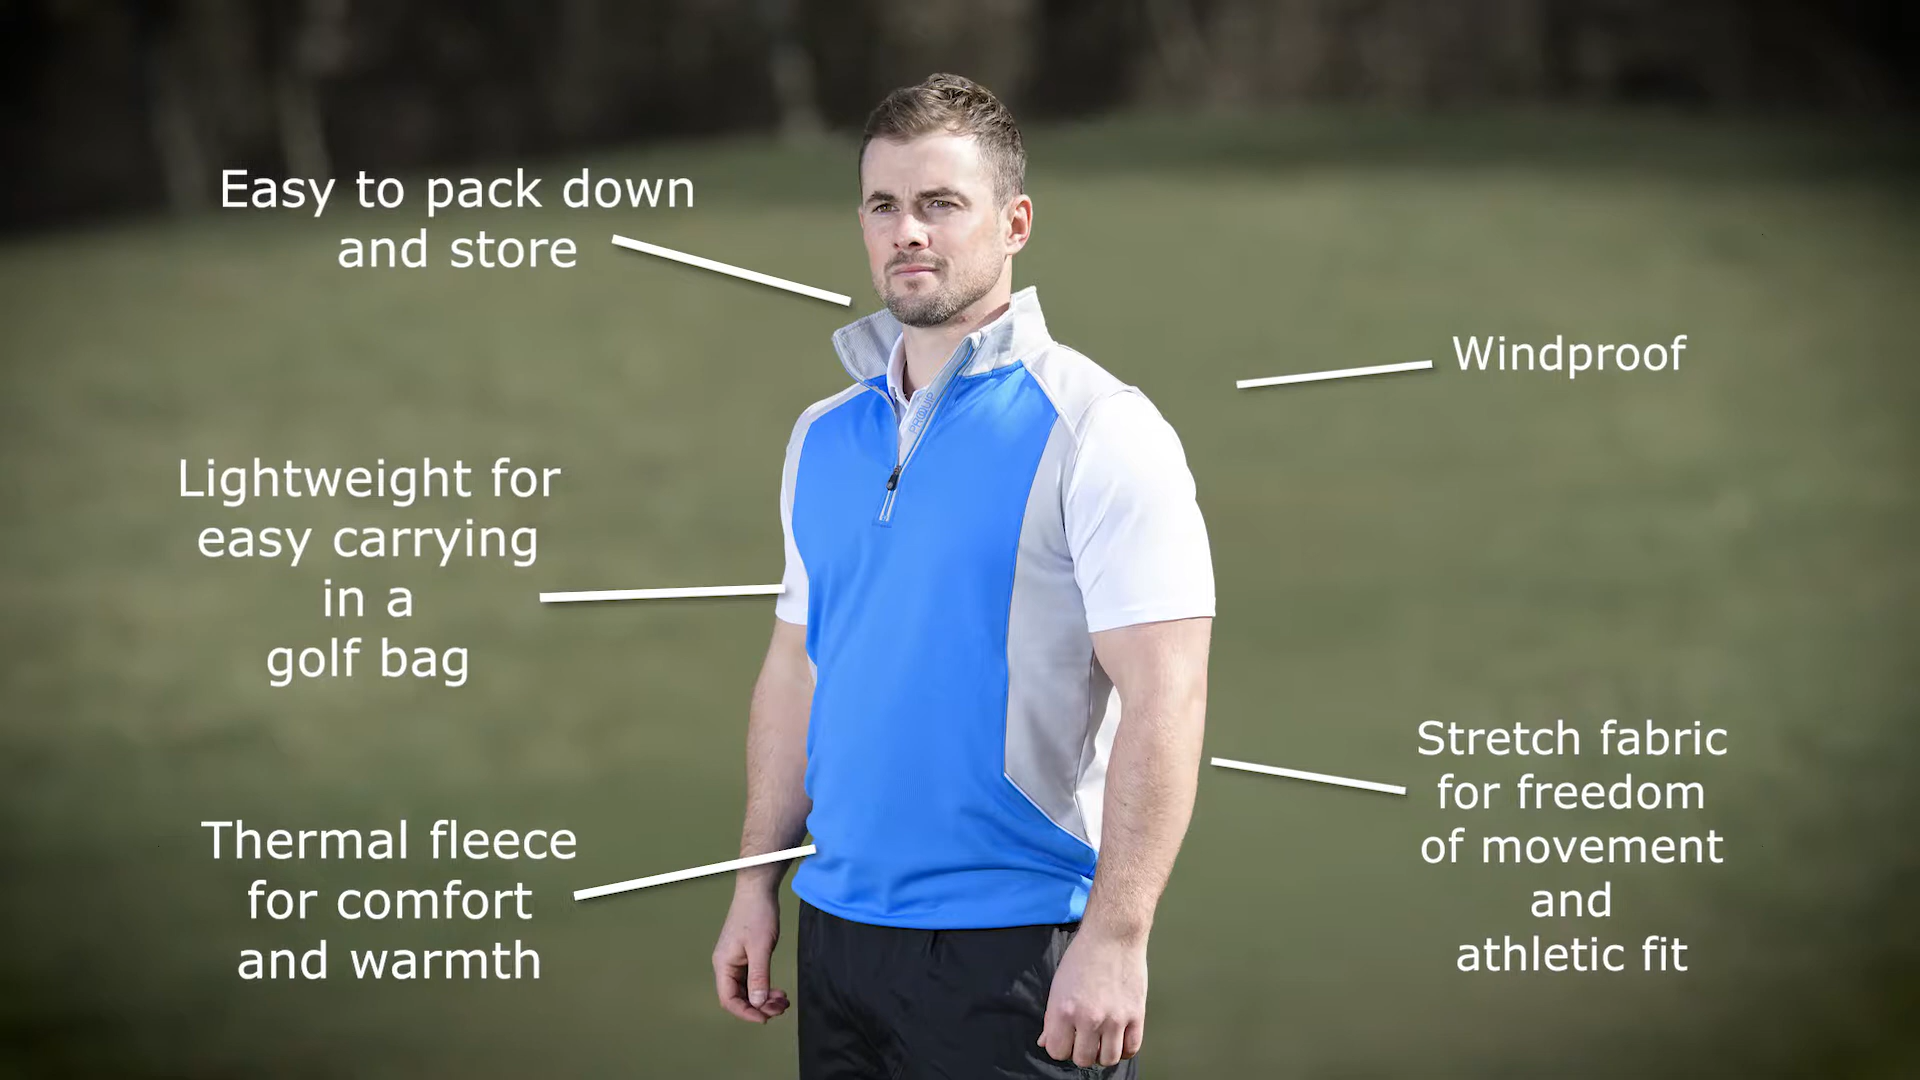 Easy to pack down
and store
Lightweight for
easy carrying
in a
golf bag
Thermal fleece
for comfort
and warmth
Windproof
Stretch fabric
for freedom
of movement
and
athletic fit
PROQUIP